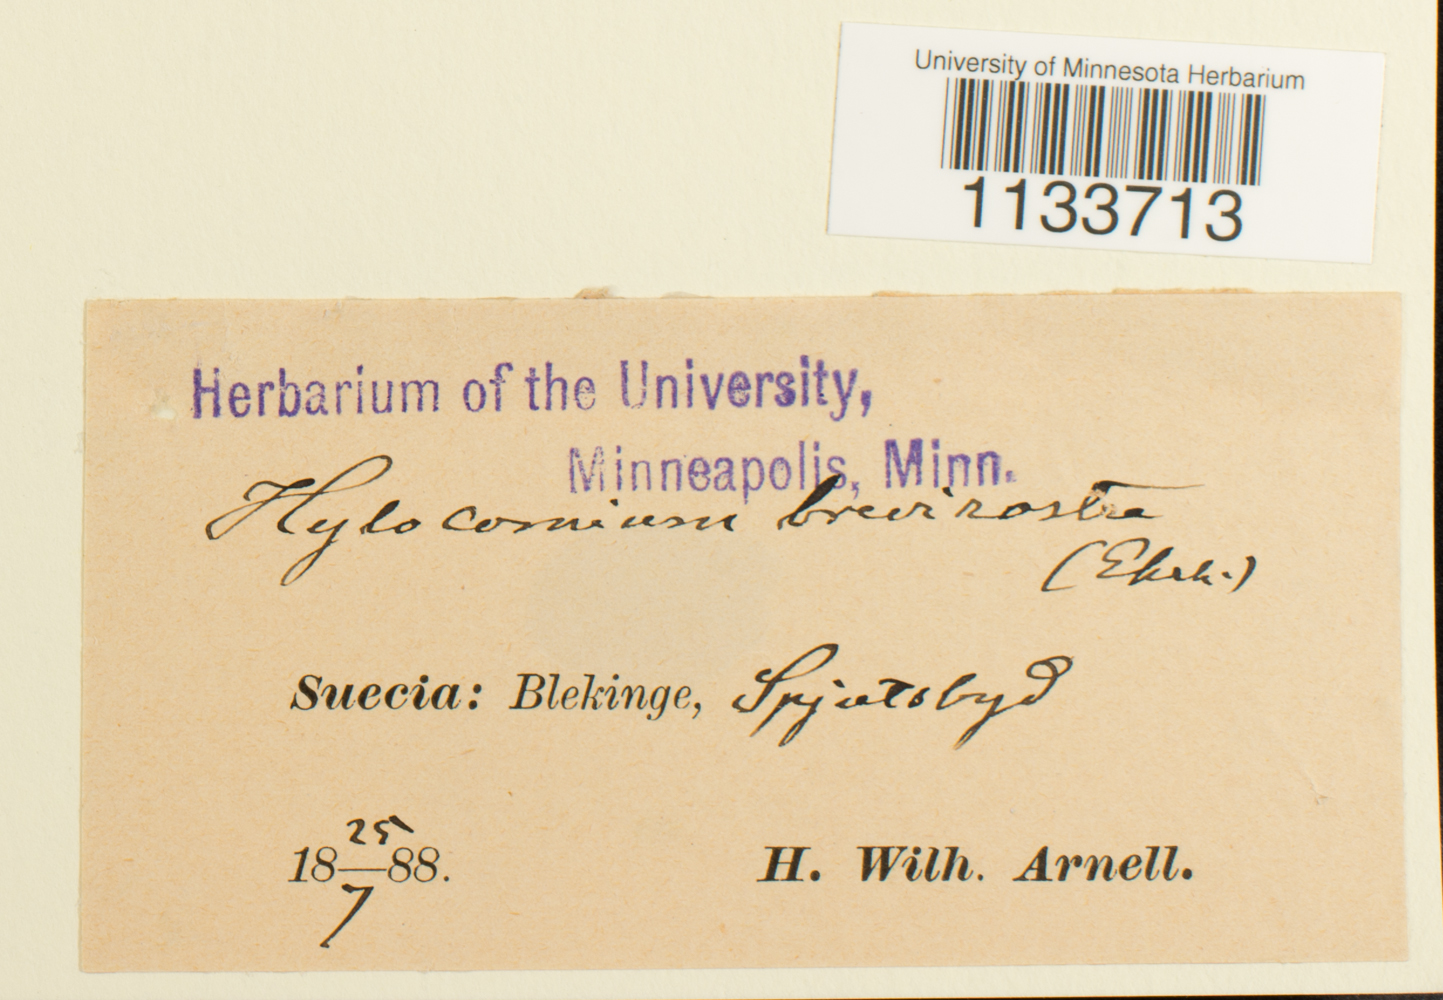 University of Minnesota Herbarium
1133713
Herbarium of the University,
Minneapolis, Minn.
Hylocomium brevirostre
(Ehrh.)
Suecia: Blekinge, Spjutsbygd
25
18—88.
7
H. Wilh. Arnell.